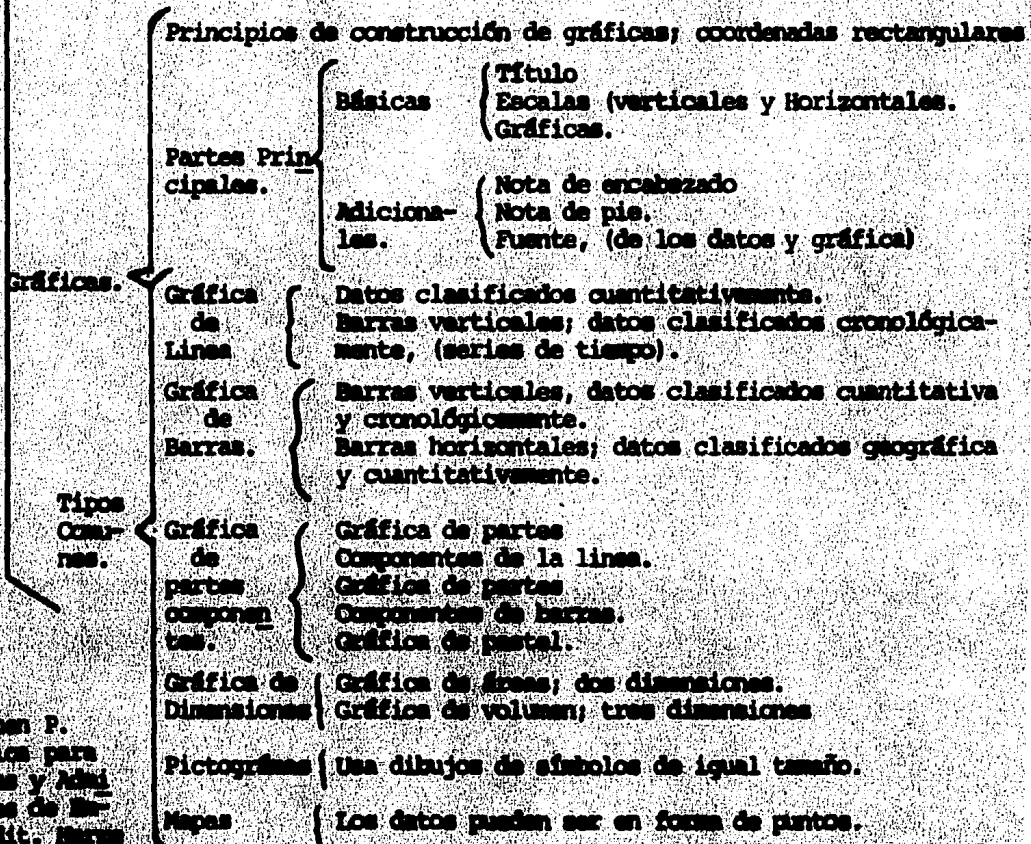 Principios de construcción de gráficas; coordenadas rectangulares
Título
Básicas
Escalas (verticales y Horizontales.
Gráficas.
Partes Prin
cipales.
Nota de encabezado
Adiciona-
les.
Nota de pie.
Fuente, (de los datos y gráfica)
Gráficas.
Gráfica
de
Linea
Datos clasificados cuantitativamente.
Barras verticales; datos clasificados cronológica-
mente, (series de tiempo).
Gráfica
de
Barras.
Barras verticales, datos clasificados cuantitativa
y cronológicamente.
Barras horizontales; datos clasificados geográfica
y cuantitativamente.
Tipos
Comu-
nes.
Gráfica
de
partes
componen
tes.
Gráfica de partes
Componentes de la linea.
Gráfica de partes
Componentes de barras.
Gráfica de pastel.
Gráfica de
Dimensiones
Gráfica de áreas; dos dimensiones.
Gráfica de volumen; tres dimensiones
Pictográmas
Usa dibujos de símbolos de igual tamaño.
Mapas
Los datos pueden ser en forma de puntos.
P.
para
y
de